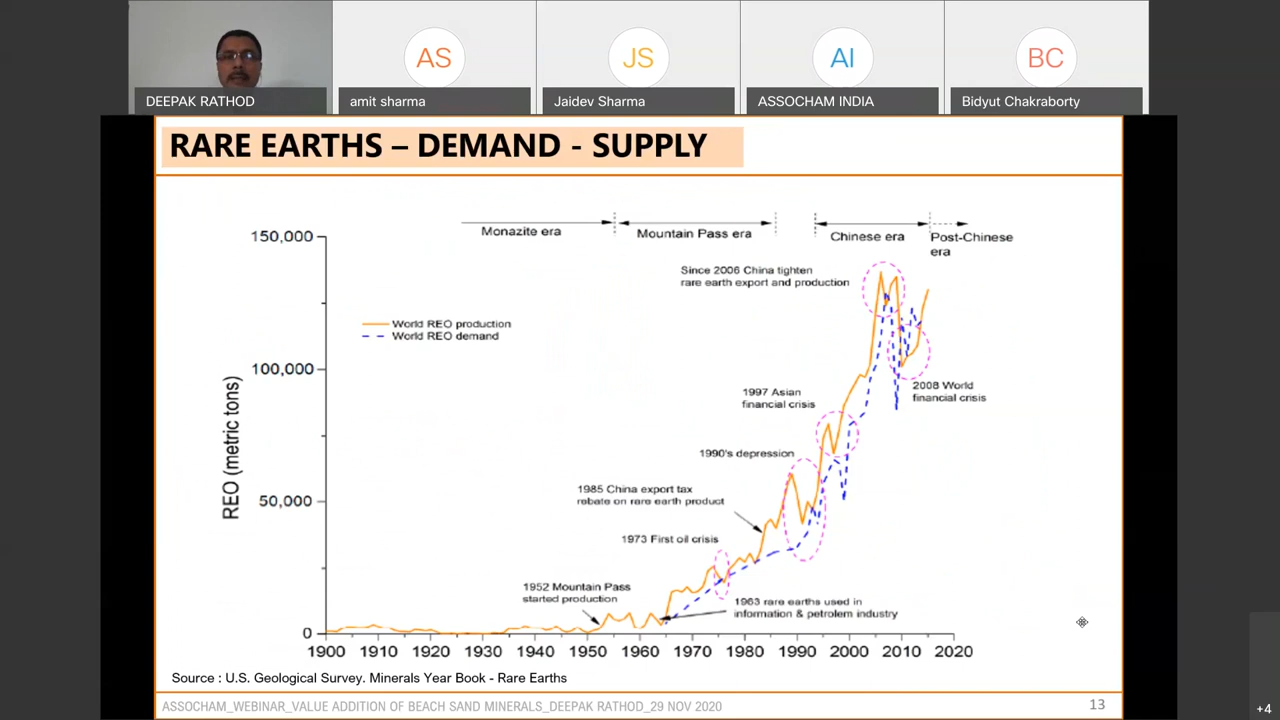 AS
JS
AI
BC
DEEPAK RATHOD
amit sharma
Jaidev Sharma
ASSOCHAM INDIA
Bidyut Chakraborty
RARE EARTHS – DEMAND - SUPPLY
Monazite era
Mountain Pass era
Chinese era
Post-Chinese
era
150,000
100,000
50,000
0
REO (metric tons)
World REO production
World REO demand
Since 2006 China tighten
rare earth export and production
2008 World
financial crisis
1997 Asian
financial crisis
1990's depression
1985 China export tax
rebate on rare earth product
1973 First oil crisis
1952 Mountain Pass
started production
1963 rare earths used in
information & petrolem industry
1900 1910 1920 1930 1940 1950 1960 1970 1980 1990 2000 2010 2020
Source : U.S. Geological Survey. Minerals Year Book - Rare Earths
ASSOCHAM_WEBINAR_VALUE ADDITION OF BEACH SAND MINERALS_DEEPAK RATHOD_29 NOV 2020
13
+4